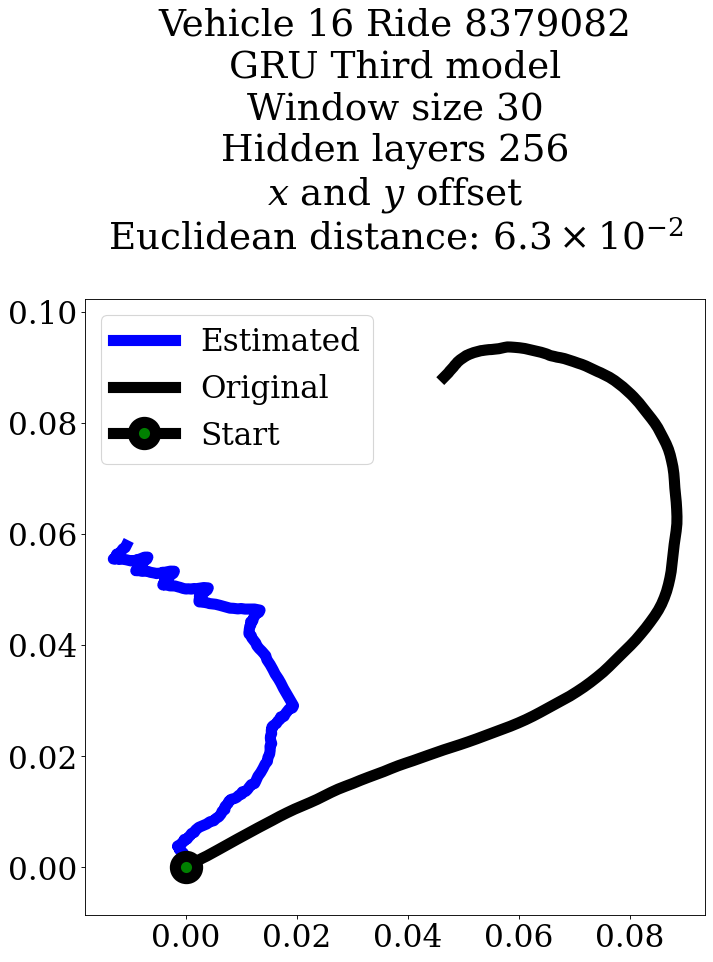 Vehicle 16 Ride 8379082
GRU Third model
Window size 30
Hidden layers 256
x and y offset
Euclidean distance: 6.3 × 10⁻²
Estimated
Original
Start
0.10
0.08
0.06
0.04
0.02
0.00
0.00 0.02 0.04 0.06 0.08